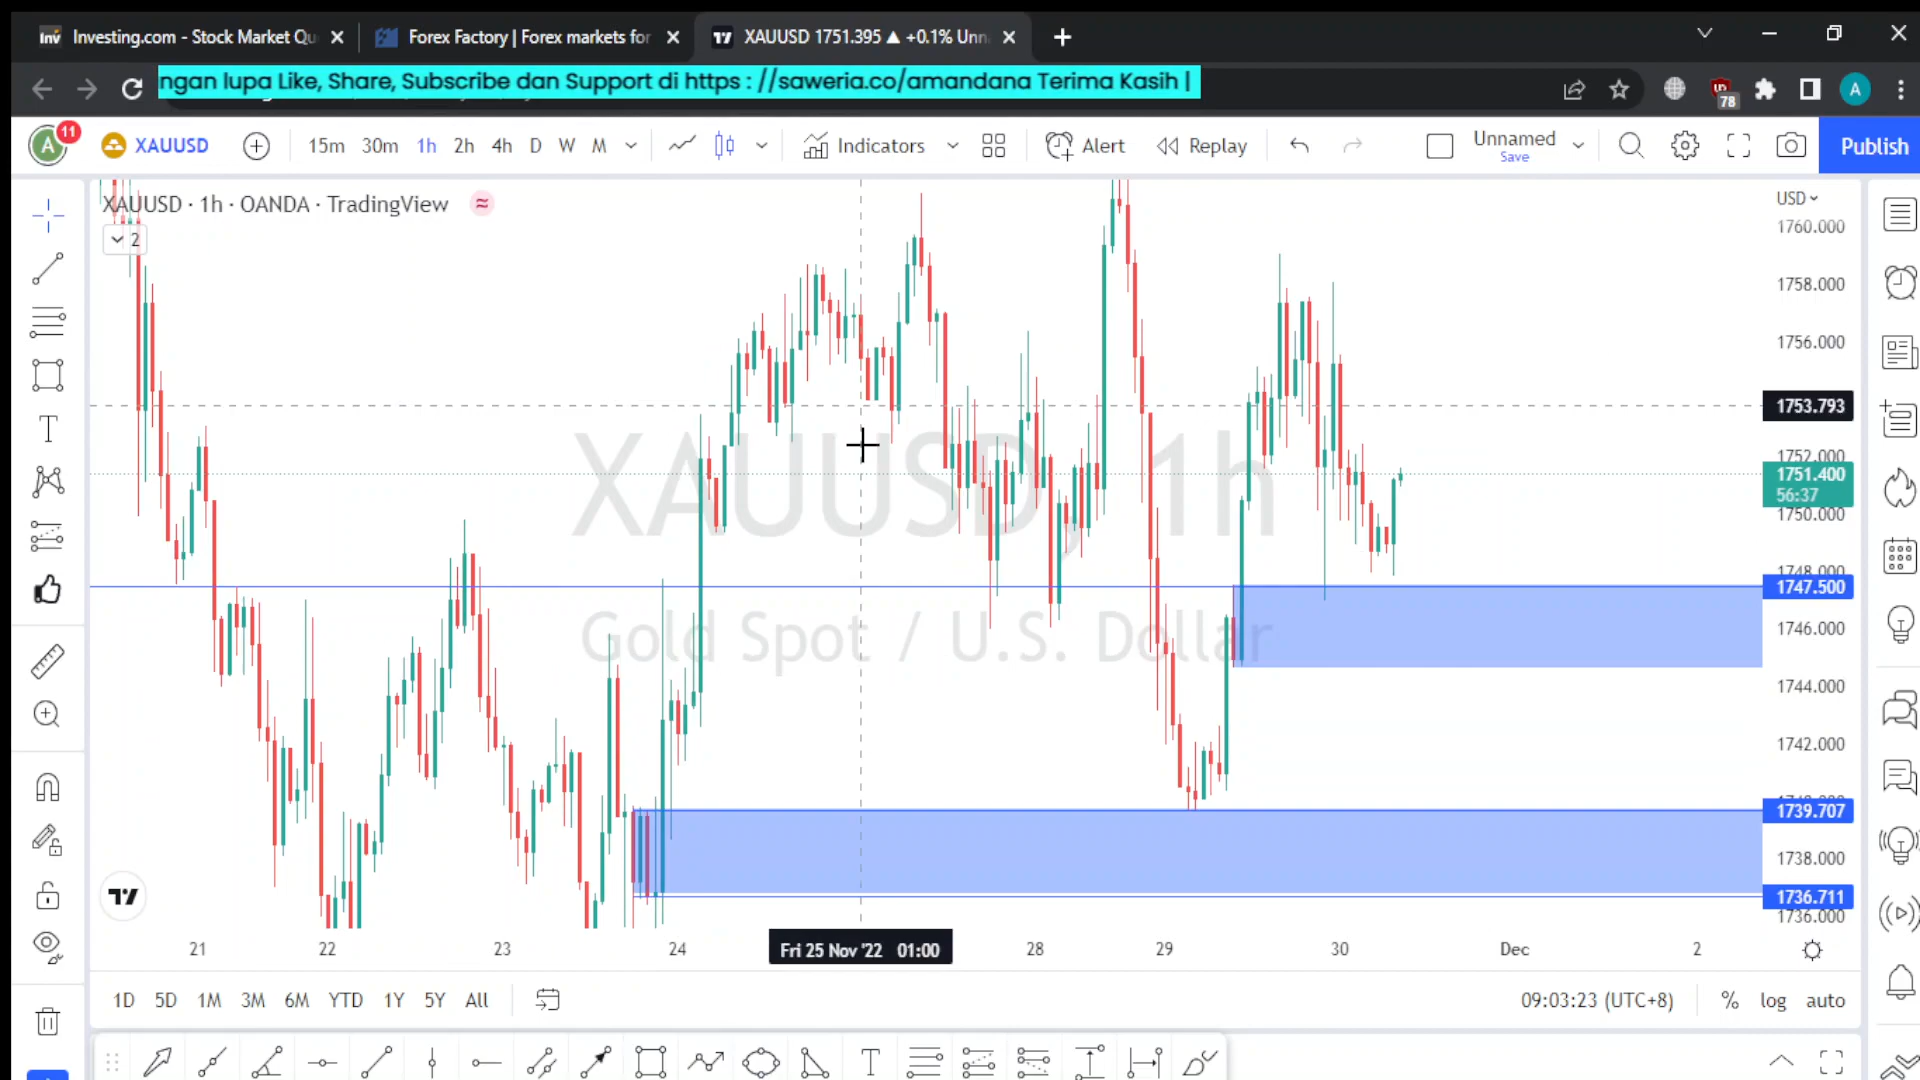 Investing.com - Stock Market Qu
Forex Factory | Forex markets for
XAUUSD 1751.395 ▲ +0.1% Unn
ngan lupa Like, Share, Subscribe dan Support di https : //saweria.co/amandana Terima Kasih |
78
A
A
11
XAUUSD
15m
30m
1h
2h
4h
D
W
M
Indicators
Alert
Replay
Unnamed
Save
Publish
XAUUSD · 1h · OANDA · TradingView
2
XAUUSD, 1h
Gold Spot / U.S. Dollar
USD
1760.000
1758.000
1756.000
1753.793
1752.000
1751.400
56:37
1750.000
1748.000
1747.500
1746.000
1744.000
1742.000
1739.707
1738.000
1736.711
1736.000
21
22
23
24
Fri 25 Nov '22 01:00
28
29
30
Dec
2
1D
5D
1M
3M
6M
YTD
1Y
5Y
All
09:03:23 (UTC+8)
%
log
auto